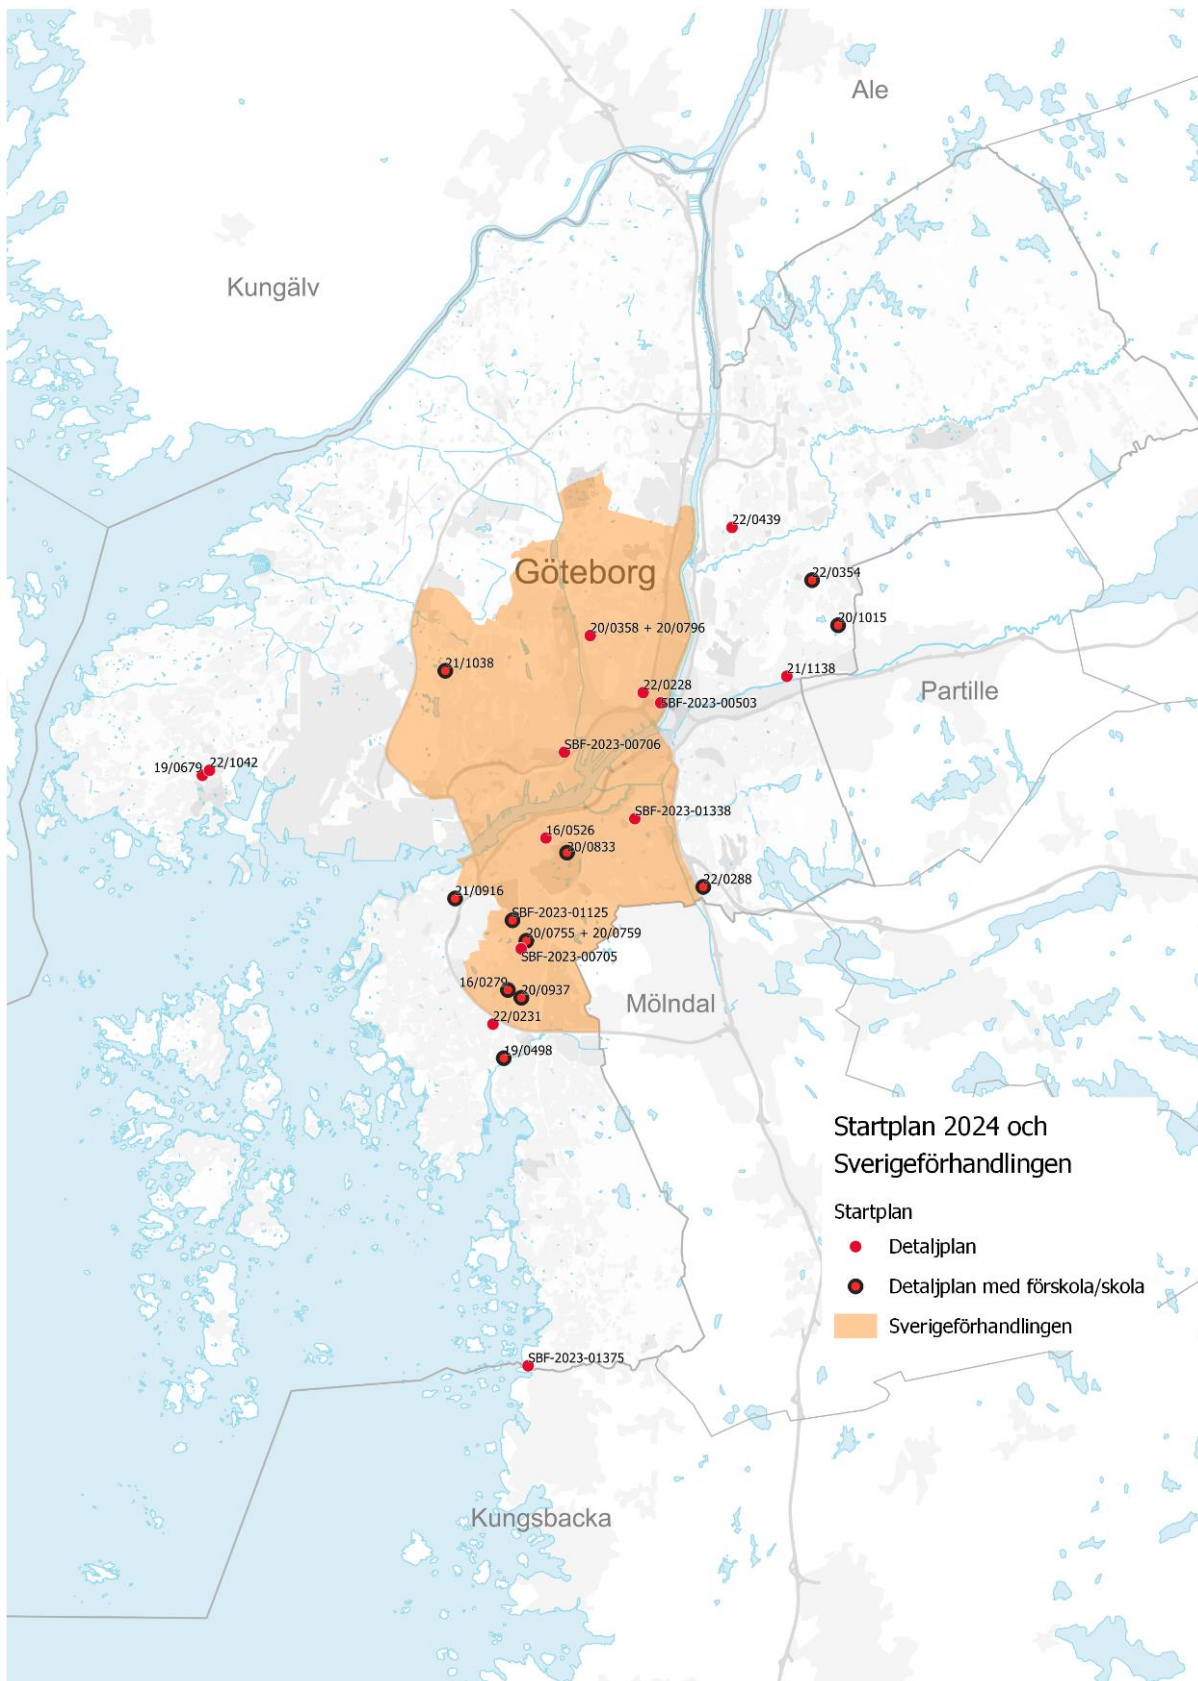 Ale
Kungälv
22/0439
Göteborg
22/0354
20/1015
20/0358 + 20/0796
21/1038
21/1138
22/0228
Partille
SBF-2023-00503
SBF-2023-00706
19/0679
22/1042
SBF-2023-01338
16/0526
20/0833
22/0288
21/0916
SBF-2023-01125
20/0755 + 20/0759
SBF-2023-00705
16/0279
20/0937
Mölndal
22/0231
19/0498
Startplan 2024 och
Sverigeförhandlingen
Startplan
Detaljplan
Detaljplan med förskola/skola
Sverigeförhandlingen
SBF-2023-01375
Kungsbacka